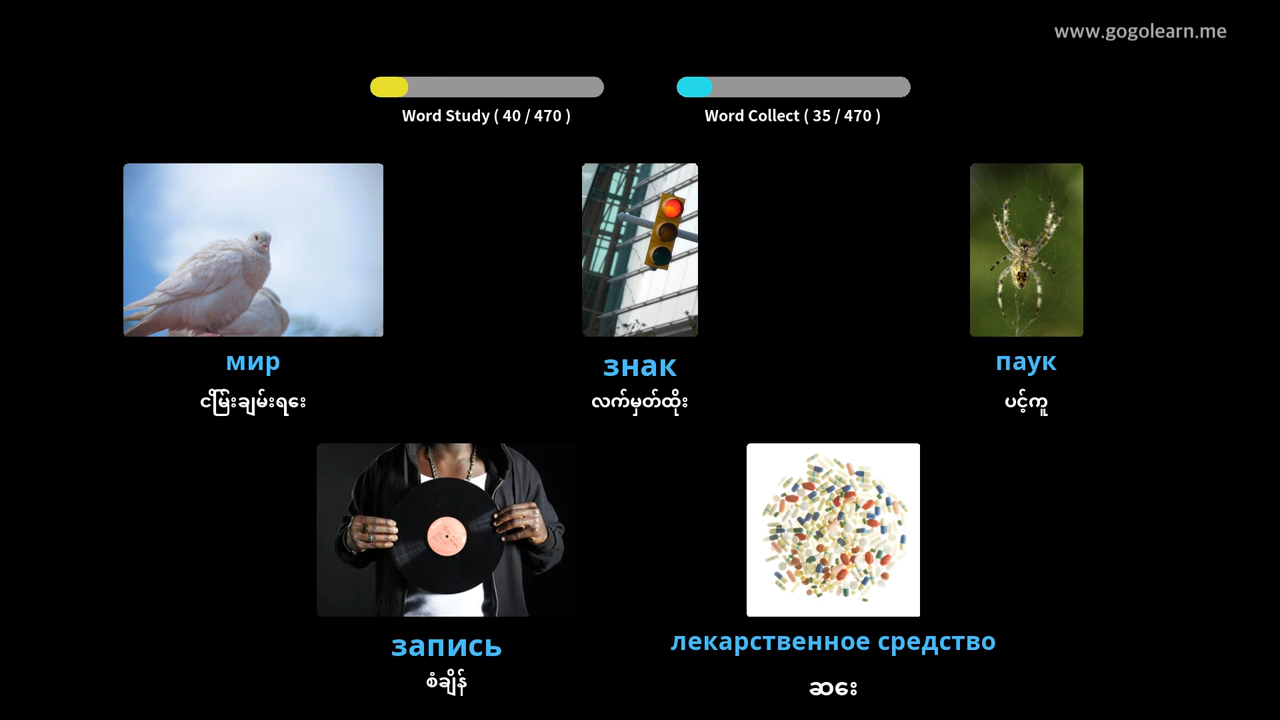 www.gogolearn.me
Word Study ( 40 / 470 )
Word Collect ( 35 / 470 )
мир
знак
паук
ငြိမ်းချမ်းရေး
လက်မှတ်ထိုး
ပင့်ကူ
запись
лекарственное средство
စံချိန်
ဆေး